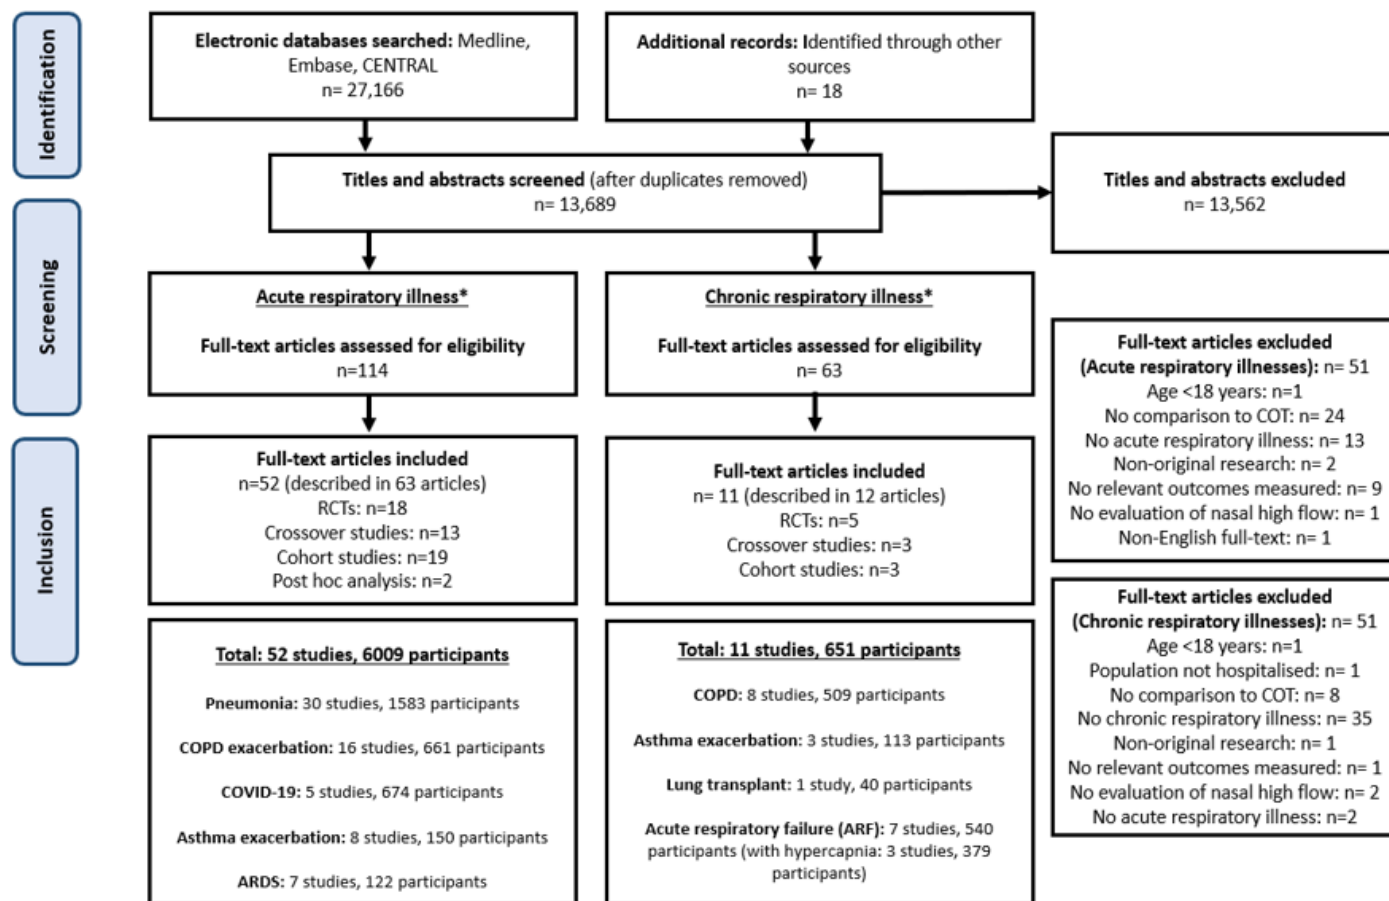 Identification
Electronic databases searched: Medline,
Embase, CENTRAL
n= 27,166
Additional records: Identified through other
sources
n= 18
Titles and abstracts screened (after duplicates removed)
n= 13,689
Titles and abstracts excluded
n= 13,562
Screening
Acute respiratory illness*
Full-text articles assessed for eligibility
n=114
Chronic respiratory illness*
Full-text articles assessed for eligibility
n= 63
Full-text articles excluded
(Acute respiratory illnesses): n= 51
Age <18 years: n=1
No comparison to COT: n= 24
No acute respiratory illness: n= 13
Non-original research: n= 2
No relevant outcomes measured: n= 9
No evaluation of nasal high flow: n= 1
Non-English full-text: n= 1
Inclusion
Full-text articles included
n=52 (described in 63 articles)
RCTs: n=18
Crossover studies: n=13
Cohort studies: n=19
Post hoc analysis: n=2
Full-text articles included
n= 11 (described in 12 articles)
RCTs: n=5
Crossover studies: n=3
Cohort studies: n=3
Full-text articles excluded
(Chronic respiratory illnesses): n= 51
Age <18 years: n=1
Population not hospitalised: n= 1
No comparison to COT: n= 8
No chronic respiratory illness: n= 35
Non-original research: n= 1
No relevant outcomes measured: n= 1
No evaluation of nasal high flow: n= 2
No acute respiratory illness: n=2
Total: 52 studies, 6009 participants
Pneumonia: 30 studies, 1583 participants
COPD exacerbation: 16 studies, 661 participants
COVID-19: 5 studies, 674 participants
Asthma exacerbation: 8 studies, 150 participants
ARDS: 7 studies, 122 participants
Total: 11 studies, 651 participants
COPD: 8 studies, 509 participants
Asthma exacerbation: 3 studies, 113 participants
Lung transplant: 1 study, 40 participants
Acute respiratory failure (ARF): 7 studies, 540
participants (with hypercapnia: 3 studies, 379
participants)